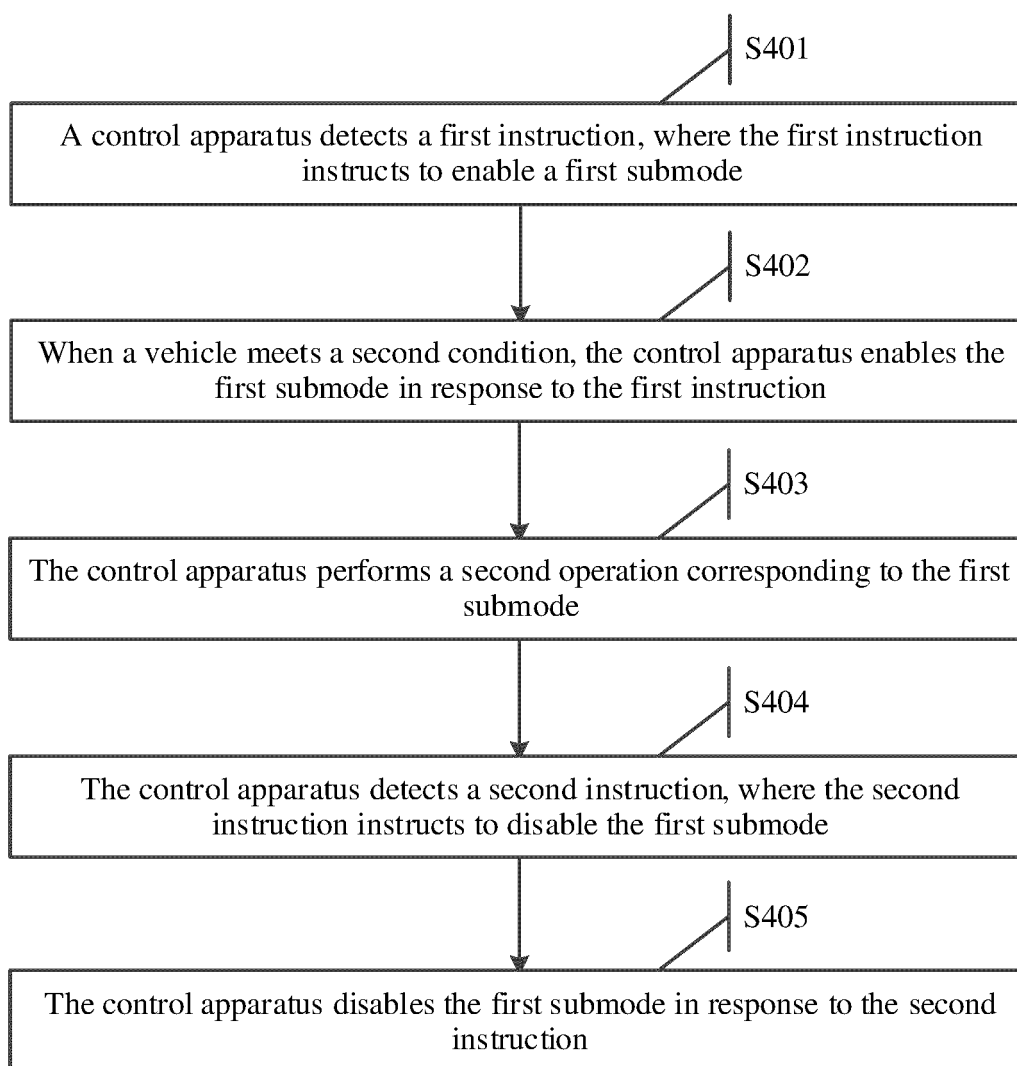 S401
A control apparatus detects a first instruction, where the first instruction
instructs to enable a first submode
S402
When a vehicle meets a second condition, the control apparatus enables the
first submode in response to the first instruction
S403
The control apparatus performs a second operation corresponding to the first
submode
S404
The control apparatus detects a second instruction, where the second
instruction instructs to disable the first submode
S405
The control apparatus disables the first submode in response to the second
instruction